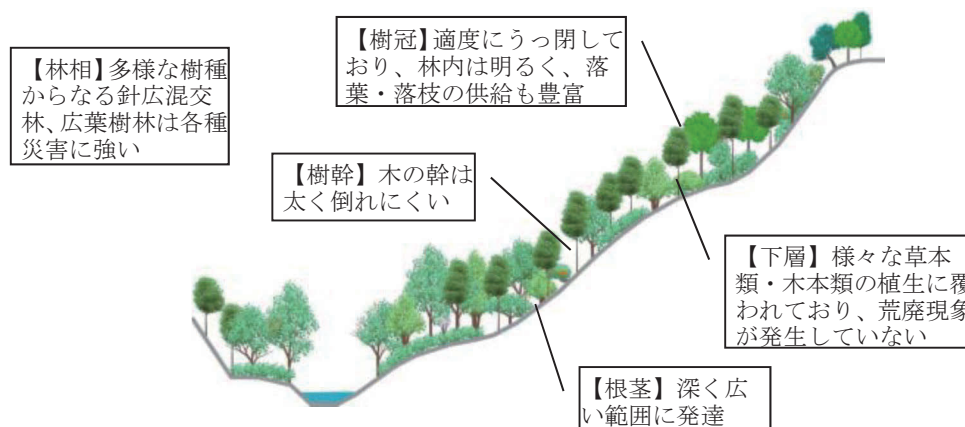 【林相】多様な樹種
からなる針広混交
林、広葉樹林は各種
災害に強い
【樹冠】適度にうっ閉して
おり、林内は明るく、落
葉・落枝の供給も豊富
【樹幹】木の幹は
太く倒れにくい
【下層】様々な草本
類・木本類の植生に覆
われており、荒廃現象
が発生していない
【根茎】深く広
い範囲に発達